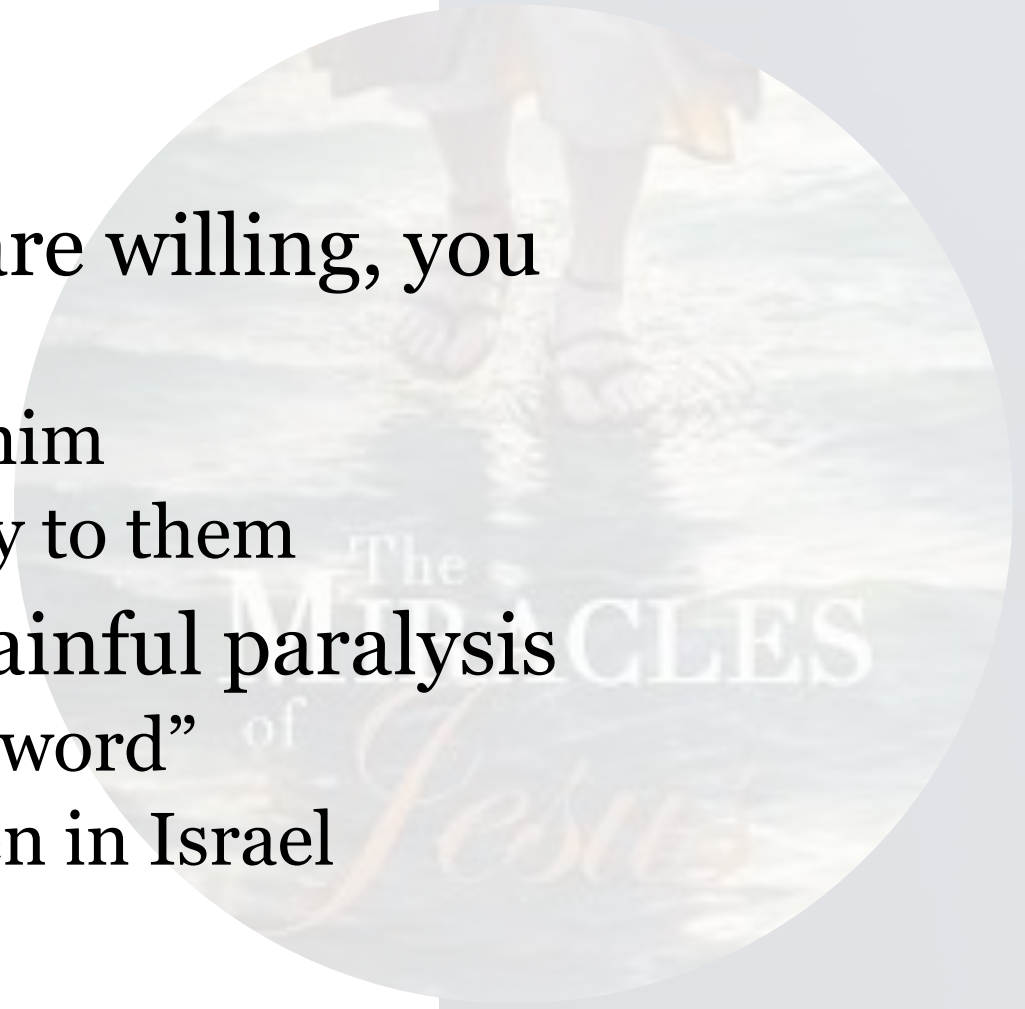 are willing, you
him
y to them
ainful paralysis
word”
n in Israel
The
MIRACLES
of
Jesus